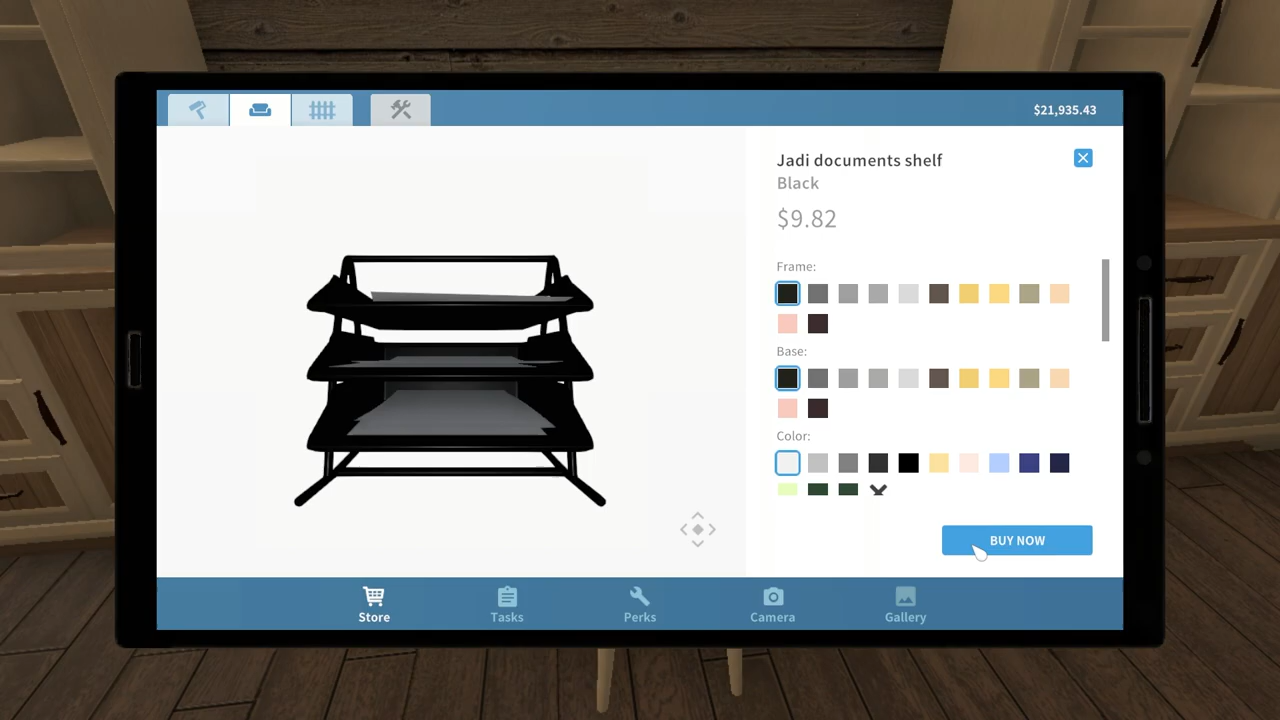 $21,935.43
Jadi documents shelf
Black
$9.82
Frame:
Base:
Color:
BUY NOW
Store
Tasks
Perks
Camera
Gallery